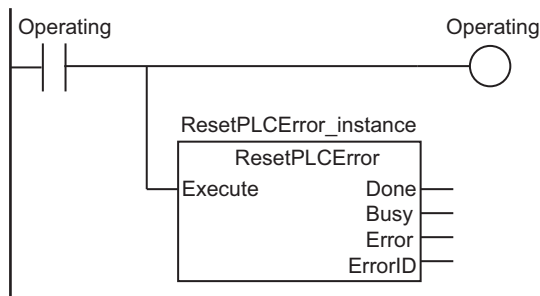 Operating Operating
ResetPLCError_instance
ResetPLCError
Execute Done
Busy
Error
ErrorID